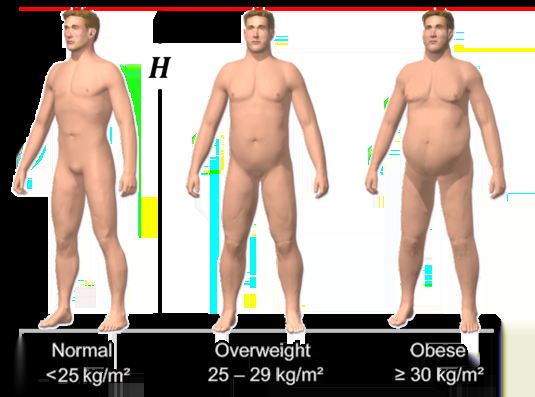 H
Normal
<25 kg/m²
Overweight
25 – 29 kg/m²
Obese
≥ 30 kg/m²